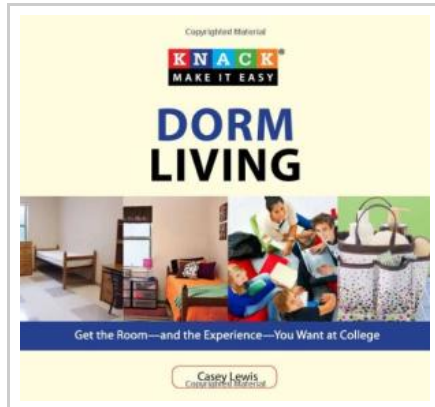 Copyrighted Material
KNACK®
MAKE IT EASY
DORM
LIVING
Get the Room—and the Experience—You Want at College
Casey Lewis
Copyrighted Material